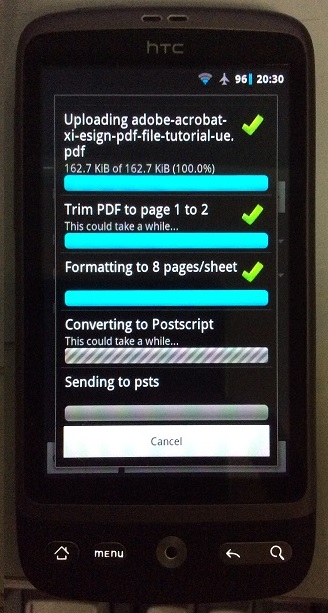 hTC
96 20:30
Uploading adobe-acrobat-
xi-esign-pdf-file-tutorial-ue.
pdf
162.7 KiB of 162.7 KiB (100.0%)
Trim PDF to page 1 to 2
This could take a while...
Formatting to 8 pages/sheet
Converting to Postscript
This could take a while...
Sending to psts
Cancel
MENU